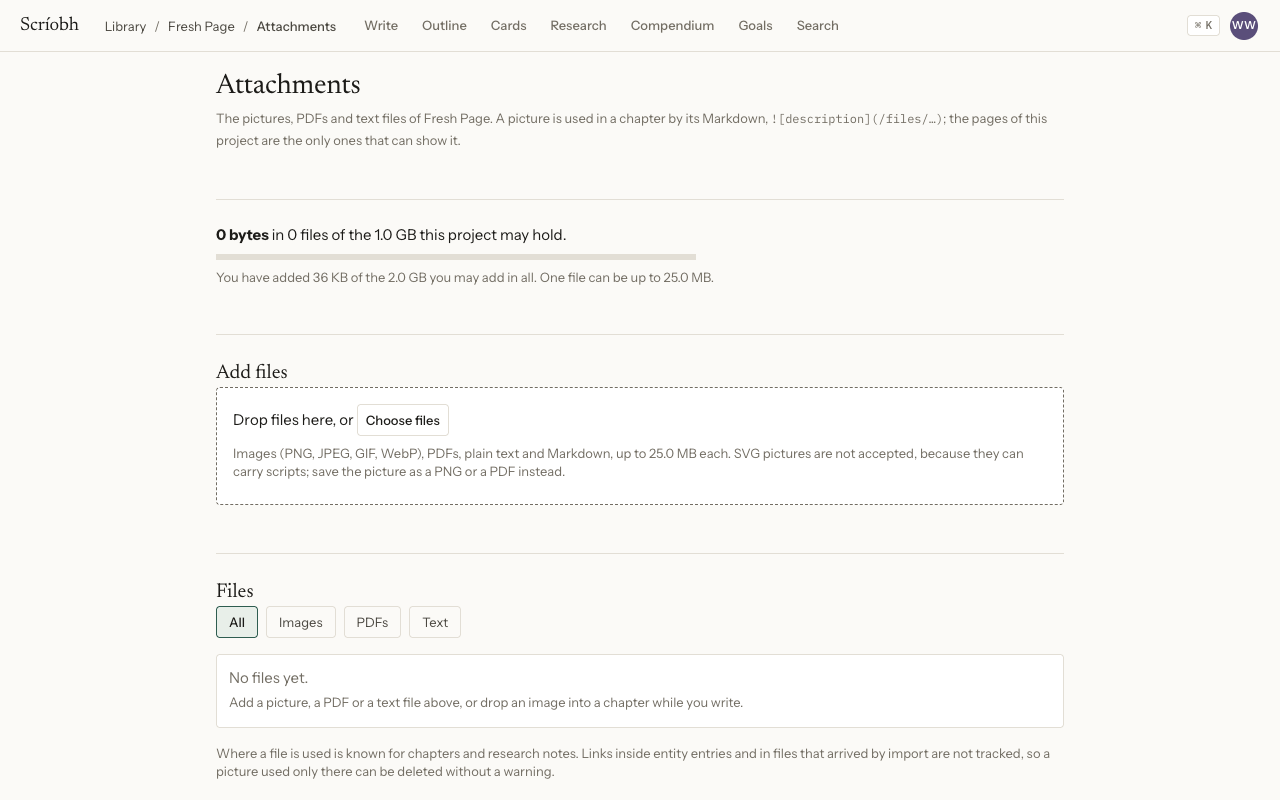 Scríobh
Library / Fresh Page / Attachments
Write
Outline
Cards
Research
Compendium
Goals
Search
⌘ K
WW
Attachments
The pictures, PDFs and text files of Fresh Page. A picture is used in a chapter by its Markdown, ![description](/files/…); the pages of this
project are the only ones that can show it.
0 bytes in 0 files of the 1.0 GB this project may hold.
You have added 36 KB of the 2.0 GB you may add in all. One file can be up to 25.0 MB.
Add files
Drop files here, or Choose files
Images (PNG, JPEG, GIF, WebP), PDFs, plain text and Markdown, up to 25.0 MB each. SVG pictures are not accepted, because they can
carry scripts; save the picture as a PNG or a PDF instead.
Files
All
Images
PDFs
Text
No files yet.
Add a picture, a PDF or a text file above, or drop an image into a chapter while you write.
Where a file is used is known for chapters and research notes. Links inside entity entries and in files that arrived by import are not tracked, so a
picture used only there can be deleted without a warning.